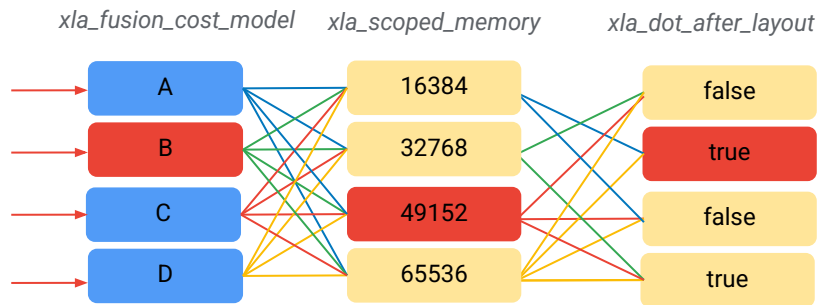 xla_fusion_cost_model xla_scoped_memory xla_dot_after_layout
A 16384 false
B 32768 true
C 49152 false
D 65536 true